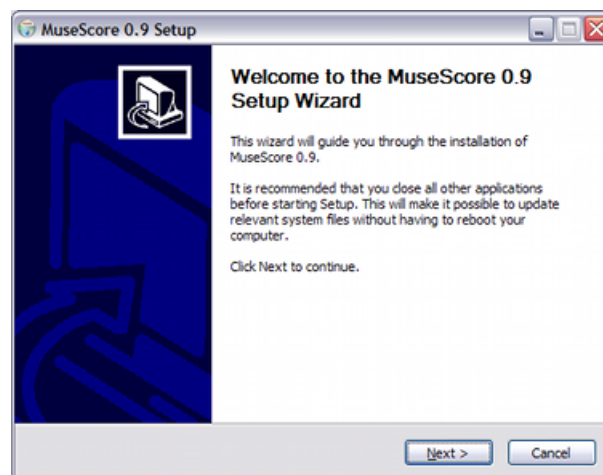 MuseScore 0.9 Setup
Welcome to the MuseScore 0.9
Setup Wizard
This wizard will guide you through the installation of
MuseScore 0.9.
It is recommended that you close all other applications
before starting Setup. This will make it possible to update
relevant system files without having to reboot your
computer.
Click Next to continue.
Next >
Cancel